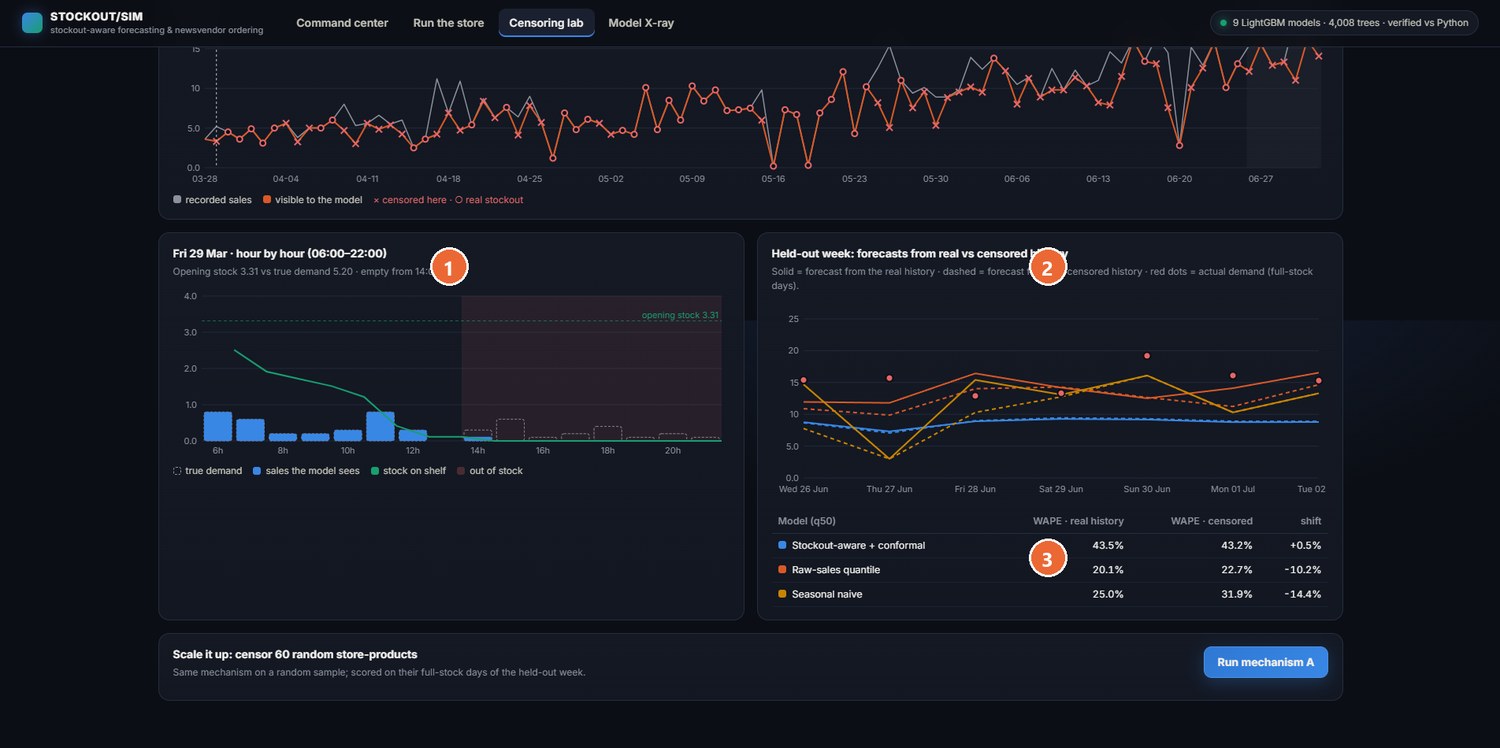 STOCKOUT/SIM
stockout-aware forecasting & newsvendor ordering
Command center
Run the store
Censoring lab
Model X-ray
9 LightGBM models · 4,008 trees · verified vs Python
15
10
5.0
0.0
03-28 04-04 04-11 04-18 04-25 05-02 05-09 05-16 05-23 05-30 06-06 06-13 06-20 06-27
recorded sales visible to the model × censored here · O real stockout
Fri 29 Mar · hour by hour (06:00–22:00)
Opening stock 3.31 vs true demand 5.20 · empty from
1
4.0
3.0
2.0
1.0
0.0
opening stock 3.31
6h 8h 10h 12h 14h 16h 18h 20h
true demand sales the model sees stock on shelf out of stock
Held-out week: forecasts from real vs censored
2
Solid = forecast from the real history · dashed = forecast censored history · red dots = actual demand (full-stock
days).
25
20
15
10
5.0
0.0
Wed 26 Jun Thu 27 Jun Fri 28 Jun Sat 29 Jun Sun 30 Jun Mon 01 Jul Tue 02
Model (q50) WAPE · real history WAPE · censored shift
Stockout-aware + conformal 43.5% 43.2% +0.5%
3
Raw-sales quantile 20.1% 22.7% -10.2%
Seasonal naive 25.0% 31.9% -14.4%
Scale it up: censor 60 random store-products
Same mechanism on a random sample; scored on their full-stock days of the held-out week.
Run mechanism A